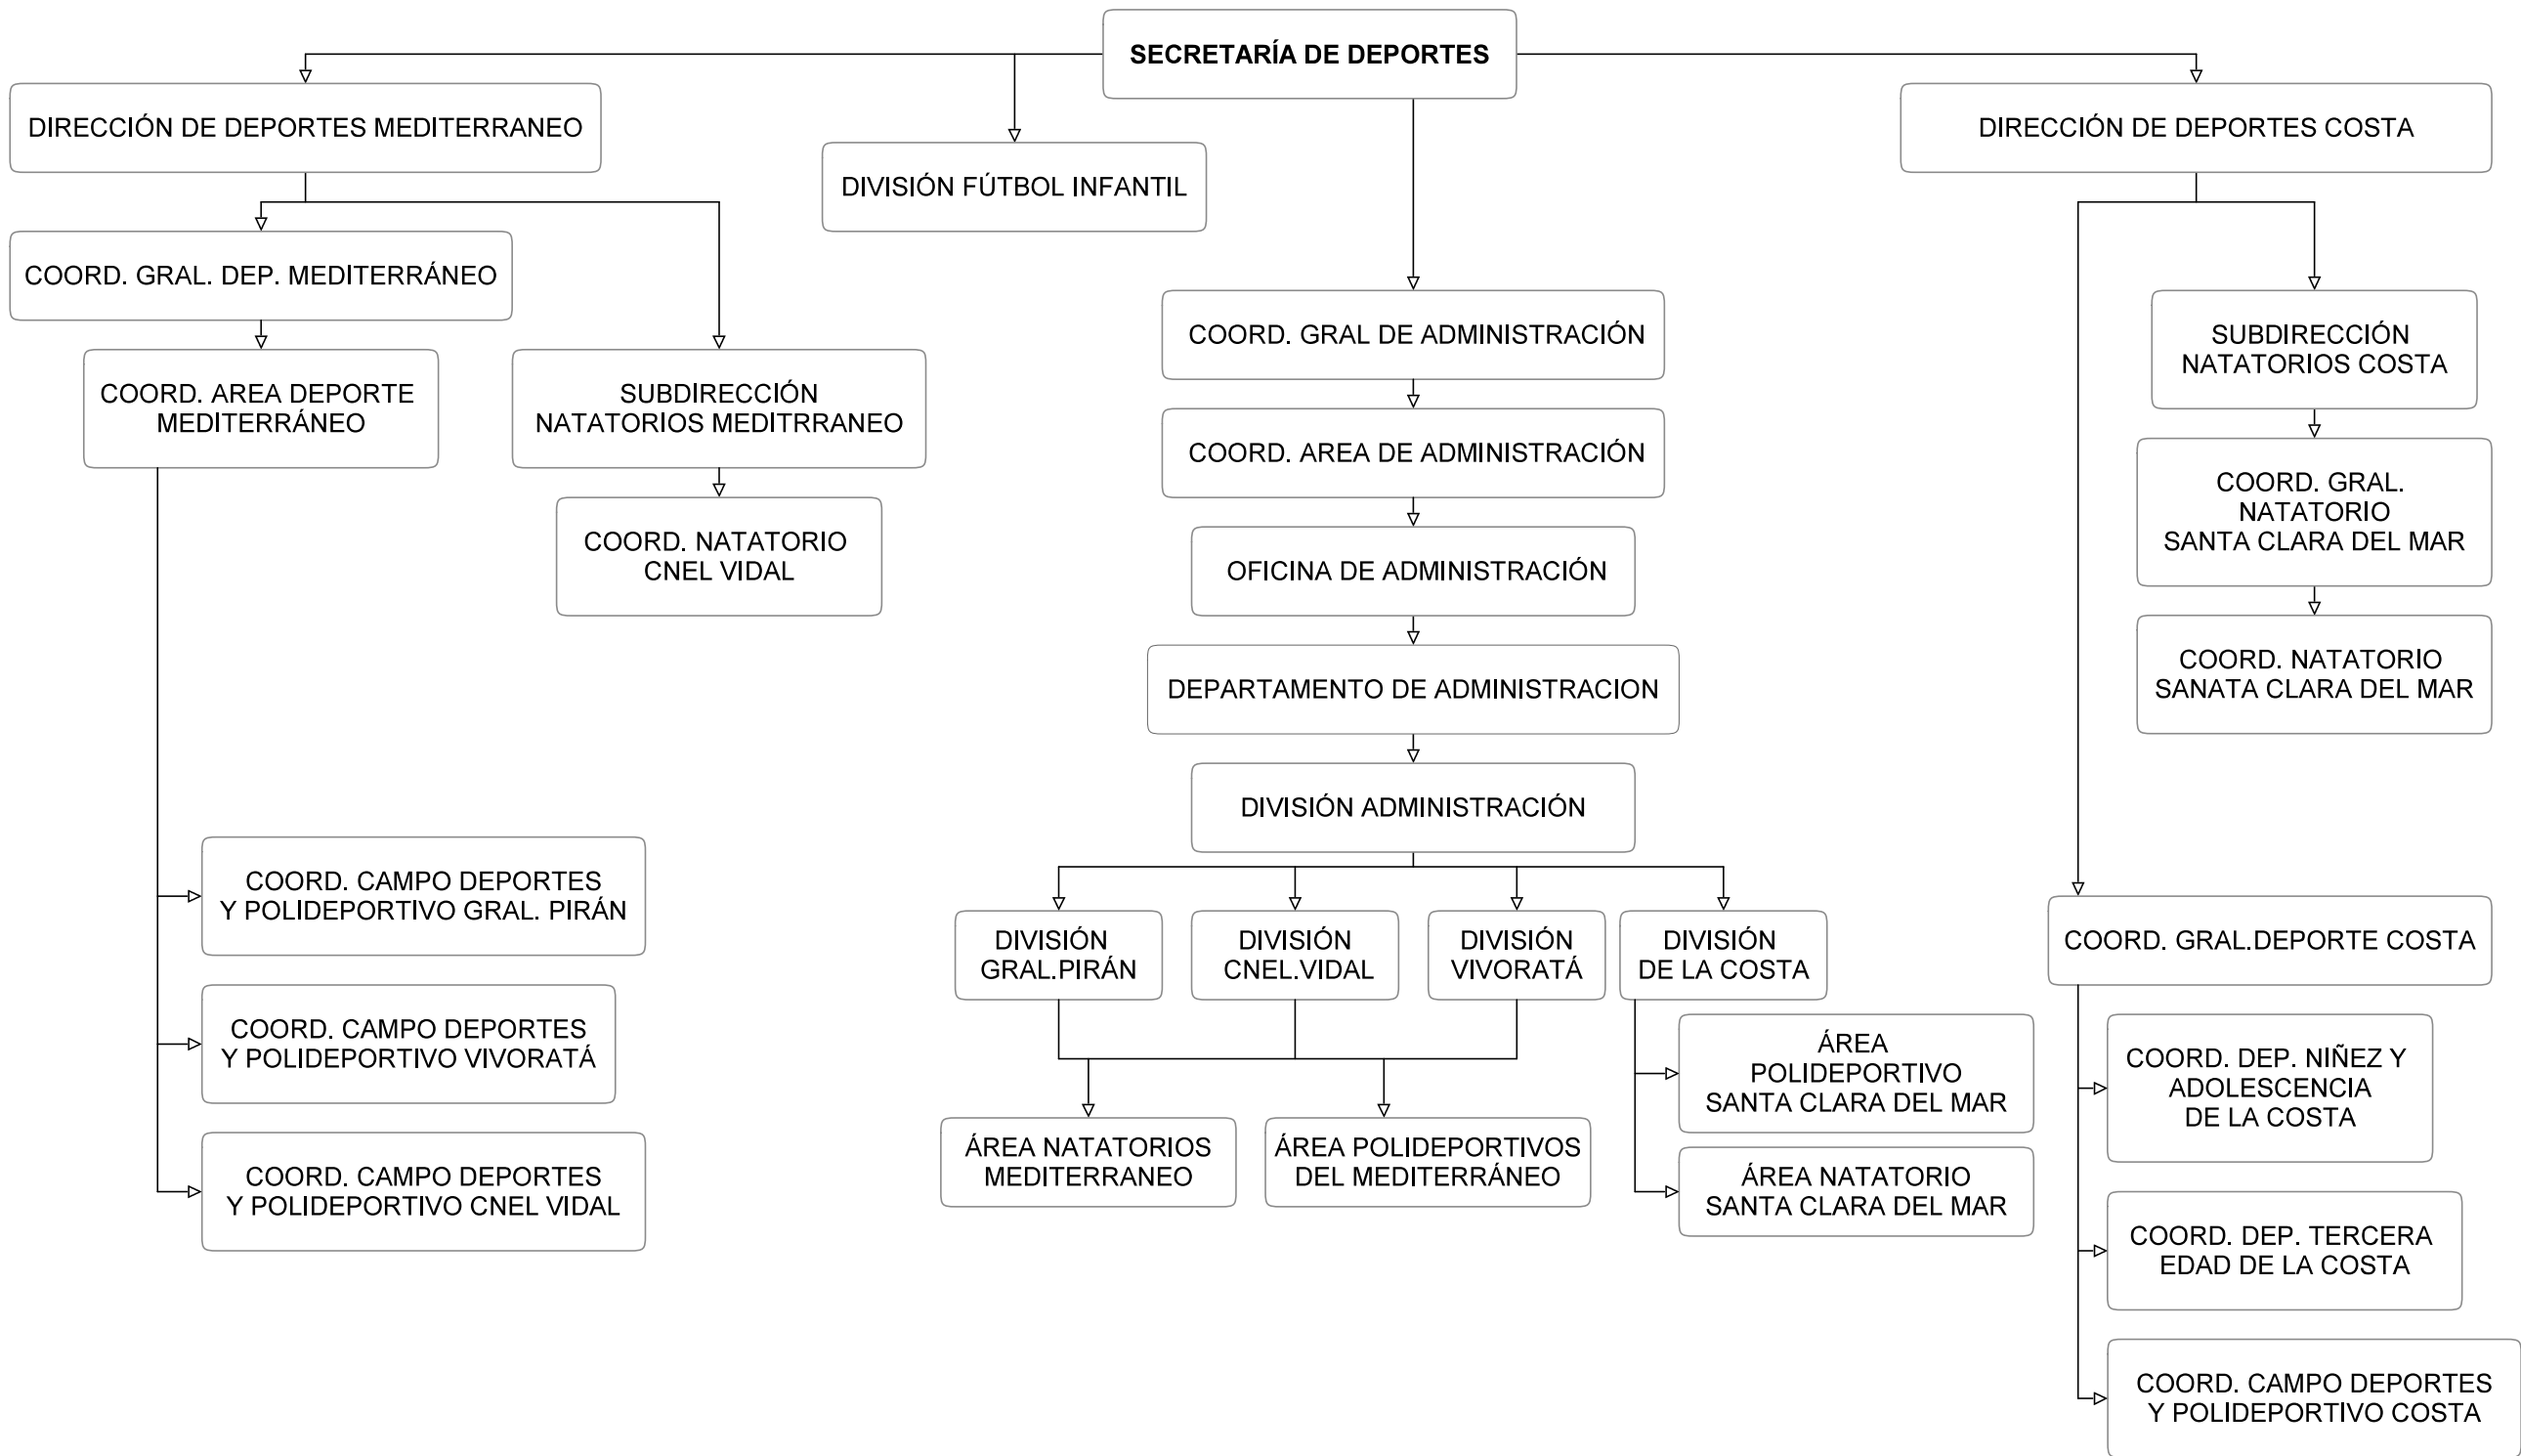 SECRETARÍA DE DEPORTES
DIRECCIÓN DE DEPORTES MEDITERRANEO
DIRECCIÓN DE DEPORTES COSTA
DIVISIÓN FÚTBOL INFANTIL
COORD. GRAL. DEP. MEDITERRÁNEO
COORD. AREA DEPORTE
MEDITERRÁNEO
SUBDIRECCIÓN
NATATORIOS MEDITRRANEO
COORD. NATATORIO
CNEL VIDAL
COORD. CAMPO DEPORTES
Y POLIDEPORTIVO GRAL. PIRÁN
COORD. CAMPO DEPORTES
Y POLIDEPORTIVO VIVORATÁ
COORD. CAMPO DEPORTES
Y POLIDEPORTIVO CNEL VIDAL
COORD. GRAL DE ADMINISTRACIÓN
COORD. AREA DE ADMINISTRACIÓN
OFICINA DE ADMINISTRACIÓN
DEPARTAMENTO DE ADMINISTRACION
DIVISIÓN ADMINISTRACIÓN
DIVISIÓN
GRAL.PIRÁN
DIVISIÓN
CNEL.VIDAL
DIVISIÓN
VIVORATÁ
DIVISIÓN
DE LA COSTA
ÁREA NATATORIOS
MEDITERRANEO
ÁREA POLIDEPORTIVOS
DEL MEDITERRÁNEO
ÁREA
POLIDEPORTIVO
SANTA CLARA DEL MAR
ÁREA NATATORIO
SANTA CLARA DEL MAR
SUBDIRECCIÓN
NATATORIOS COSTA
COORD. GRAL.
NATATORIO
SANTA CLARA DEL MAR
COORD. NATATORIO
SANATA CLARA DEL MAR
COORD. GRAL.DEPORTE COSTA
COORD. DEP. NIÑEZ Y
ADOLESCENCIA
DE LA COSTA
COORD. DEP. TERCERA
EDAD DE LA COSTA
COORD. CAMPO DEPORTES
Y POLIDEPORTIVO COSTA